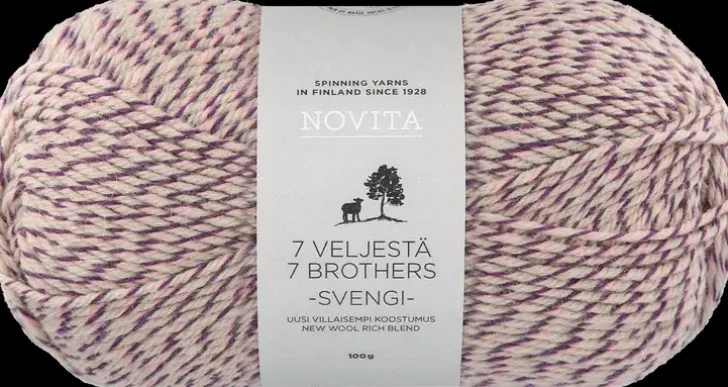 SPINNING YARNS
IN FINLAND SINCE 1928
NOVITA
7 VELJESTÄ
7 BROTHERS
-SVENGI-
UUSI VILLAISEMPI KOOSTUMUS
NEW WOOL RICH BLEND
100g